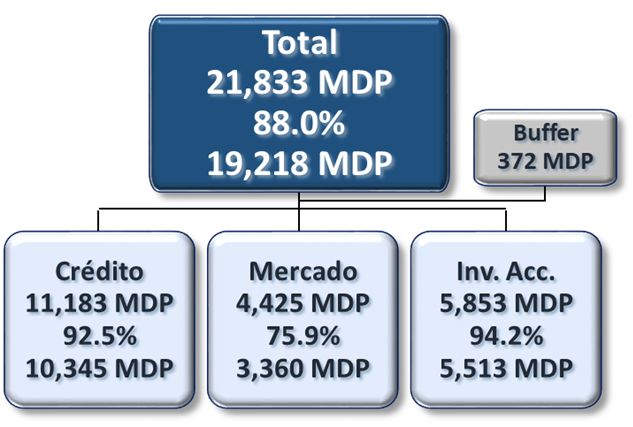 Total
21,833 MDP
88.0%
19,218 MDP
Buffer
372 MDP
Crédito
11,183 MDP
92.5%
10,345 MDP
Mercado
4,425 MDP
75.9%
3,360 MDP
Inv. Acc.
5,853 MDP
94.2%
5,513 MDP